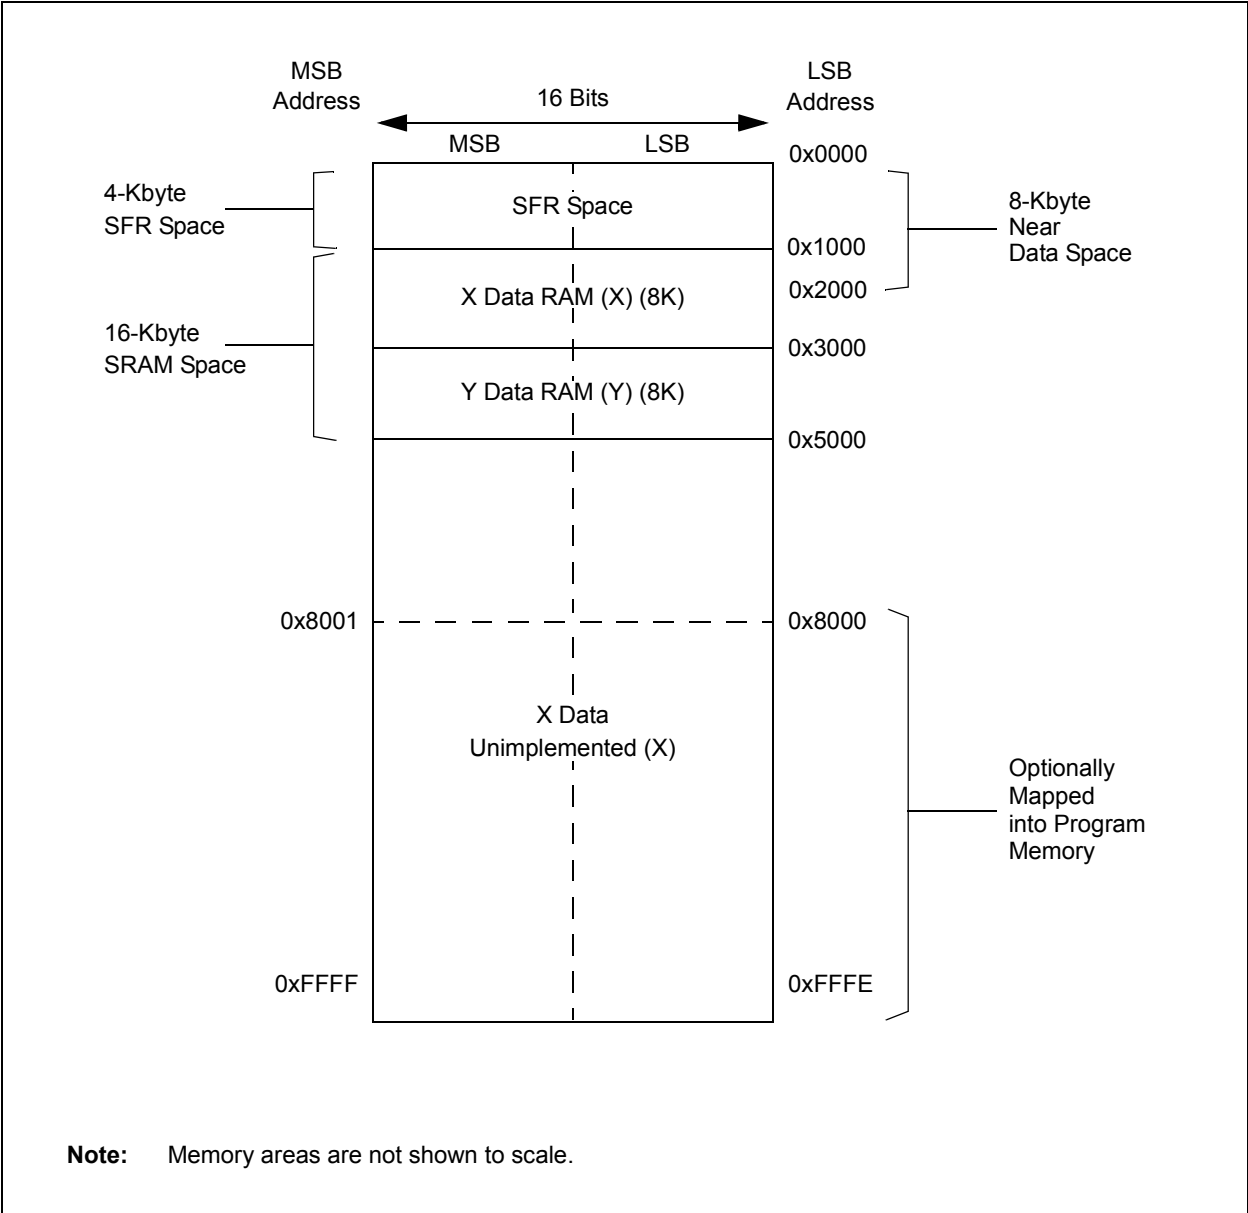 MSB
Address
16 Bits
LSB
Address
MSB
LSB
0x0000
4-Kbyte
SFR Space
SFR Space
8-Kbyte
Near
Data Space
0x1000
0x2000
X Data RAM (X) (8K)
16-Kbyte
SRAM Space
0x3000
Y Data RAM (Y) (8K)
0x5000
0x8001
0x8000
X Data
Unimplemented (X)
Optionally
Mapped
into Program
Memory
0xFFFF
0xFFFE
Note: Memory areas are not shown to scale.